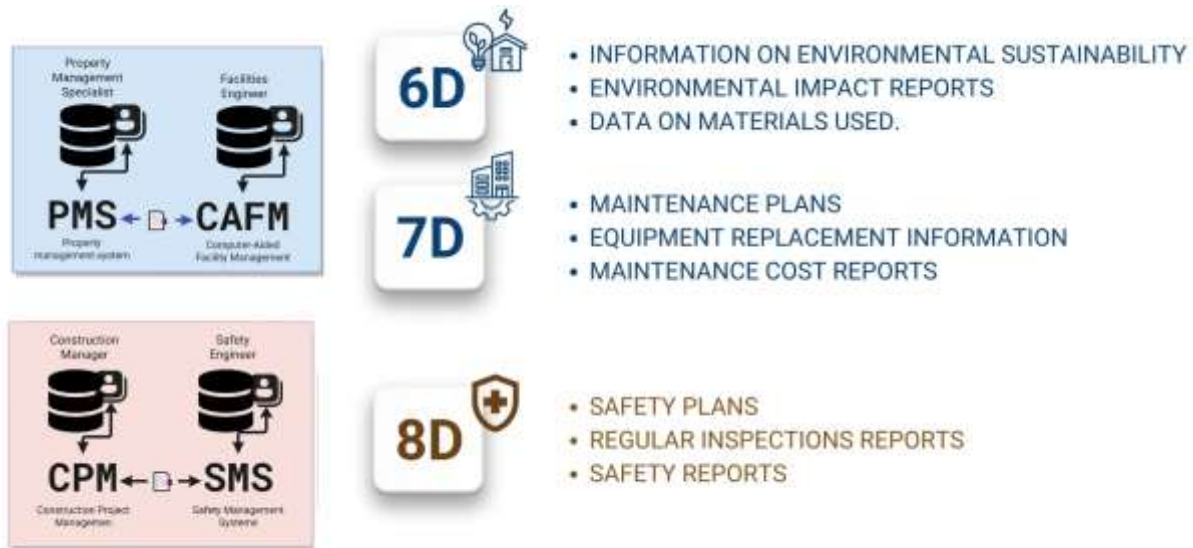 Property
Management
Specialist
Facilities
Engineer
PMS
CAFM
Property
management system
Computer-Aided
Facility Management
6D
• INFORMATION ON ENVIRONMENTAL SUSTAINABILITY
• ENVIRONMENTAL IMPACT REPORTS
• DATA ON MATERIALS USED.
7D
• MAINTENANCE PLANS
• EQUIPMENT REPLACEMENT INFORMATION
• MAINTENANCE COST REPORTS
Construction
Manager
Safety
Engineer
CPM
SMS
Construction Project
Managemen
Safety Management
Systeme
8D
• SAFETY PLANS
• REGULAR INSPECTIONS REPORTS
• SAFETY REPORTS